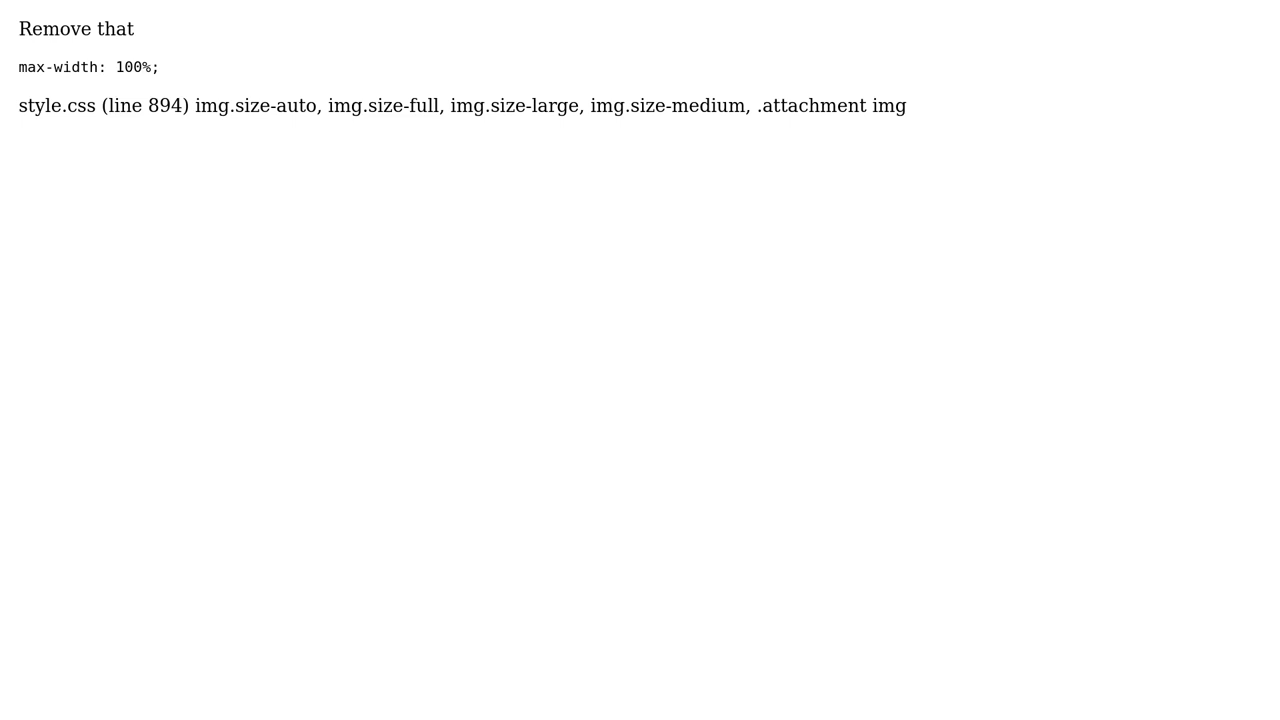 Remove that
max-width: 100%;
style.css (line 894) img.size-auto, img.size-full, img.size-large, img.size-medium, .attachment img